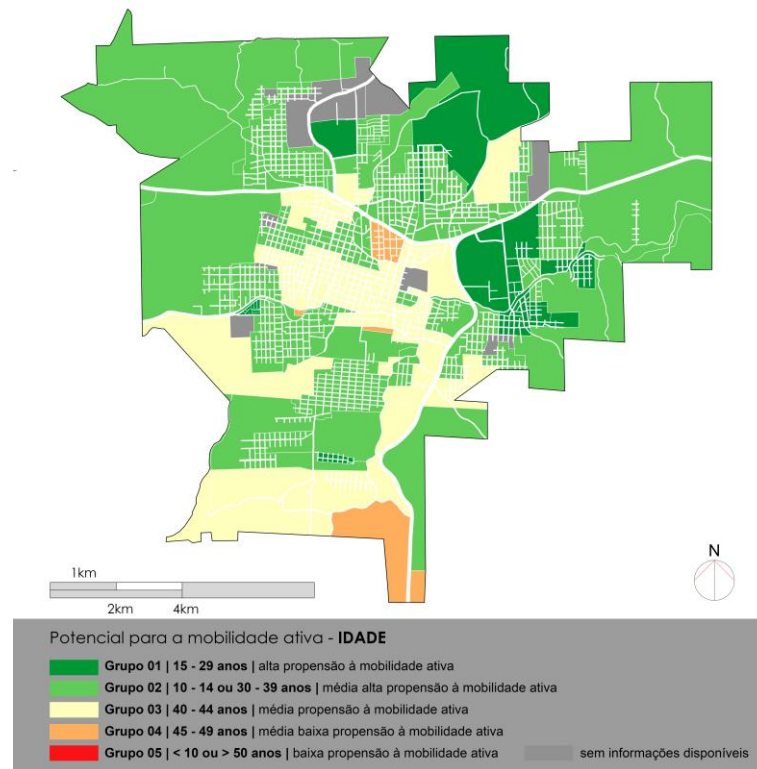 N
1km
2km 4km
Potencial para a mobilidade ativa - IDADE
Grupo 01 | 15 - 29 anos | alta propensão à mobilidade ativa
Grupo 02 | 10 - 14 ou 30 - 39 anos | média alta propensão à mobilidade ativa
Grupo 03 | 40 - 44 anos | média propensão à mobilidade ativa
Grupo 04 | 45 - 49 anos | média baixa propensão à mobilidade ativa
Grupo 05 | < 10 ou > 50 anos | baixa propensão à mobilidade ativa sem informações disponíveis